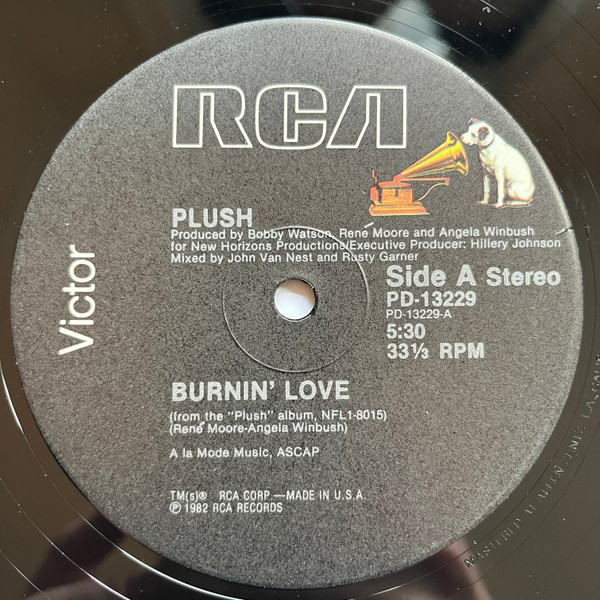 RCA
Victor
PLUSH
Produced by Bobby Watson, Rene Moore and Angela Winbush
for New Horizons Productions/Executive Producer: Hillery Johnson
Mixed by John Van Nest and Rusty Garner
Side A Stereo
PD-13229
PD-13229-A
5:30
33⅓ RPM
BURNIN' LOVE
(from the "Plush" album, NFL1-8015)
(René Moore-Angela Winbush)
A la Mode Music, ASCAP
TM(s)® RCA CORP.—MADE IN U.S.A.
℗ 1982 RCA RECORDS
MASTERED AT